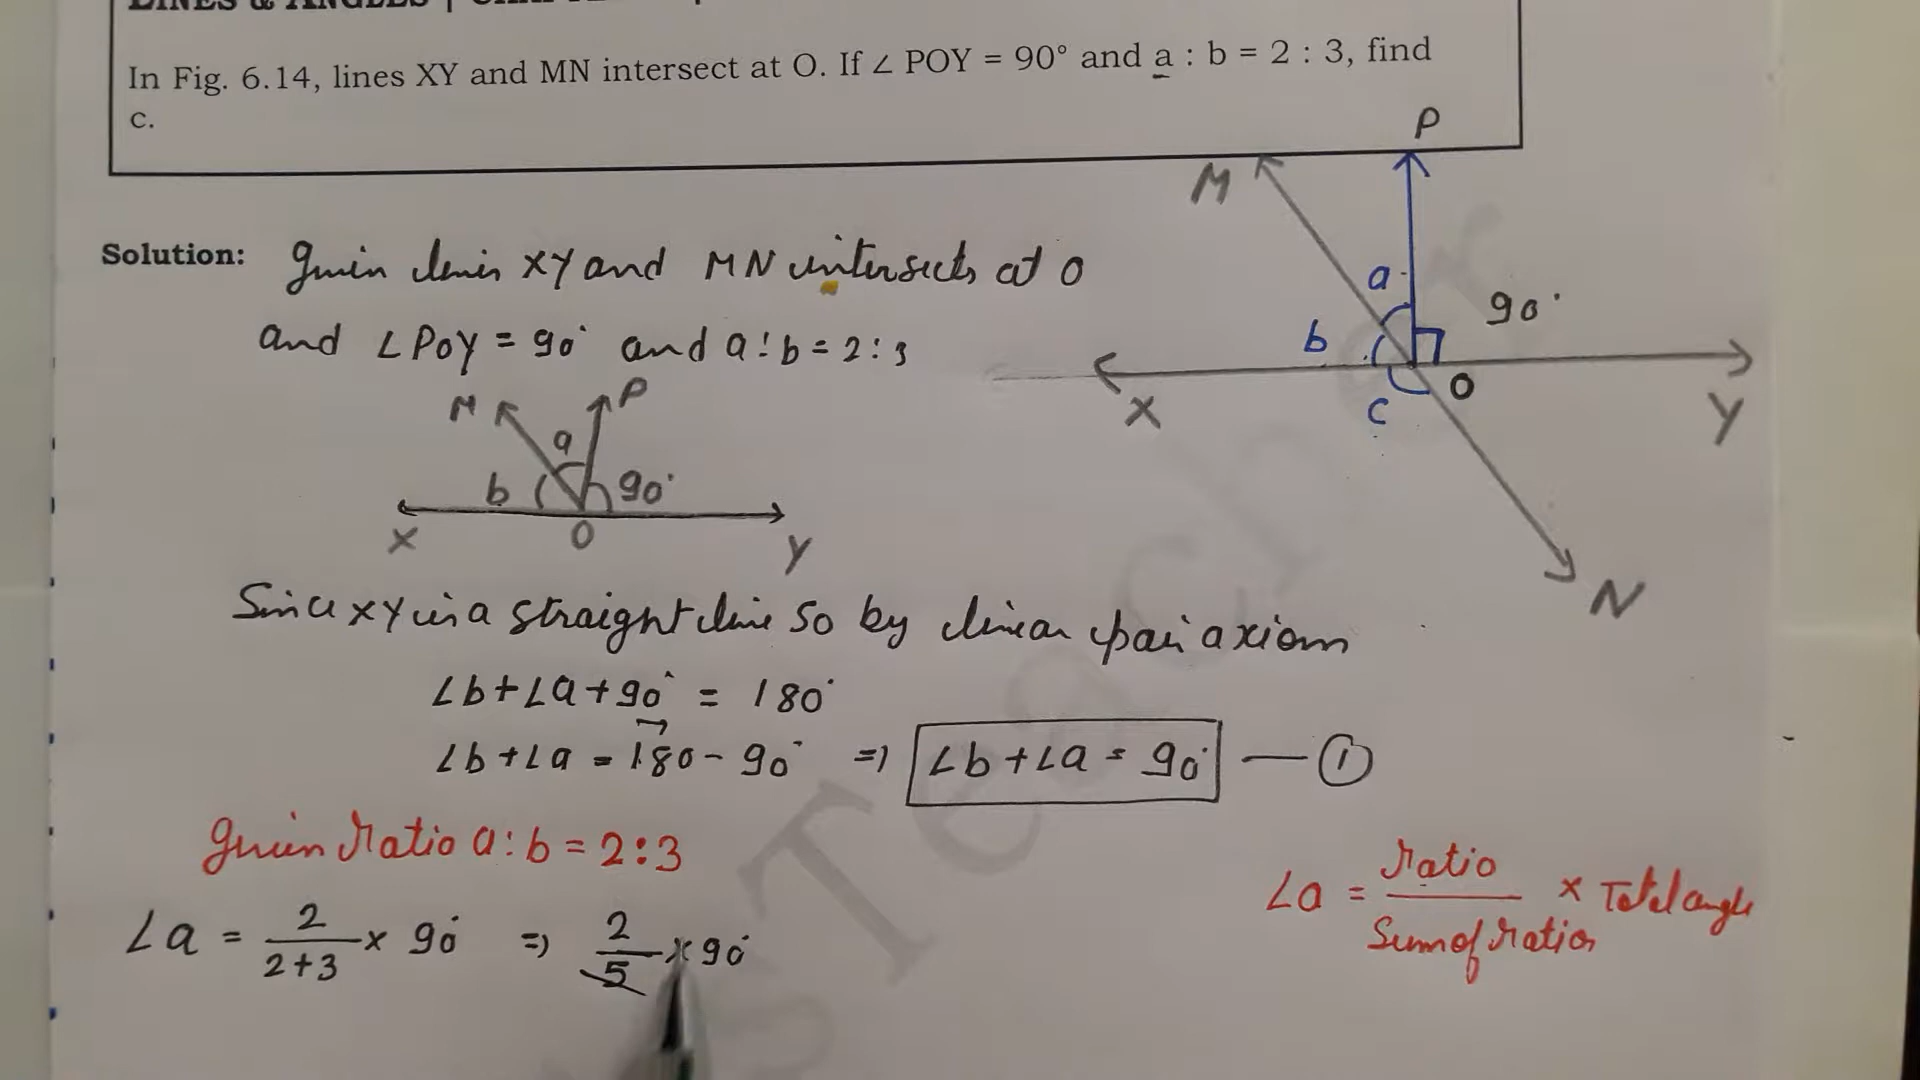 In Fig. 6.14, lines XY and MN intersect at O. If ∠ POY = 90° and a : b = 2 : 3, find
c.
P
M
a
90°
b
X
O
Y
c
N
Solution: Given lines XY and MN intersects at O
and ∠POY = 90° and a:b = 2:3
M P
a
b 90°
X O Y
Since XY is a straight line so by linear pair axiom
∠b+∠a+90° = 180°
∠b+∠a = 180 - 90° => ∠b+∠a = 90° — ①
given ratio a:b = 2:3
∠a = ratio / Sum of ratios × Total angle
∠a = 2 / 2+3 × 90° => 2 / 5 × 90°